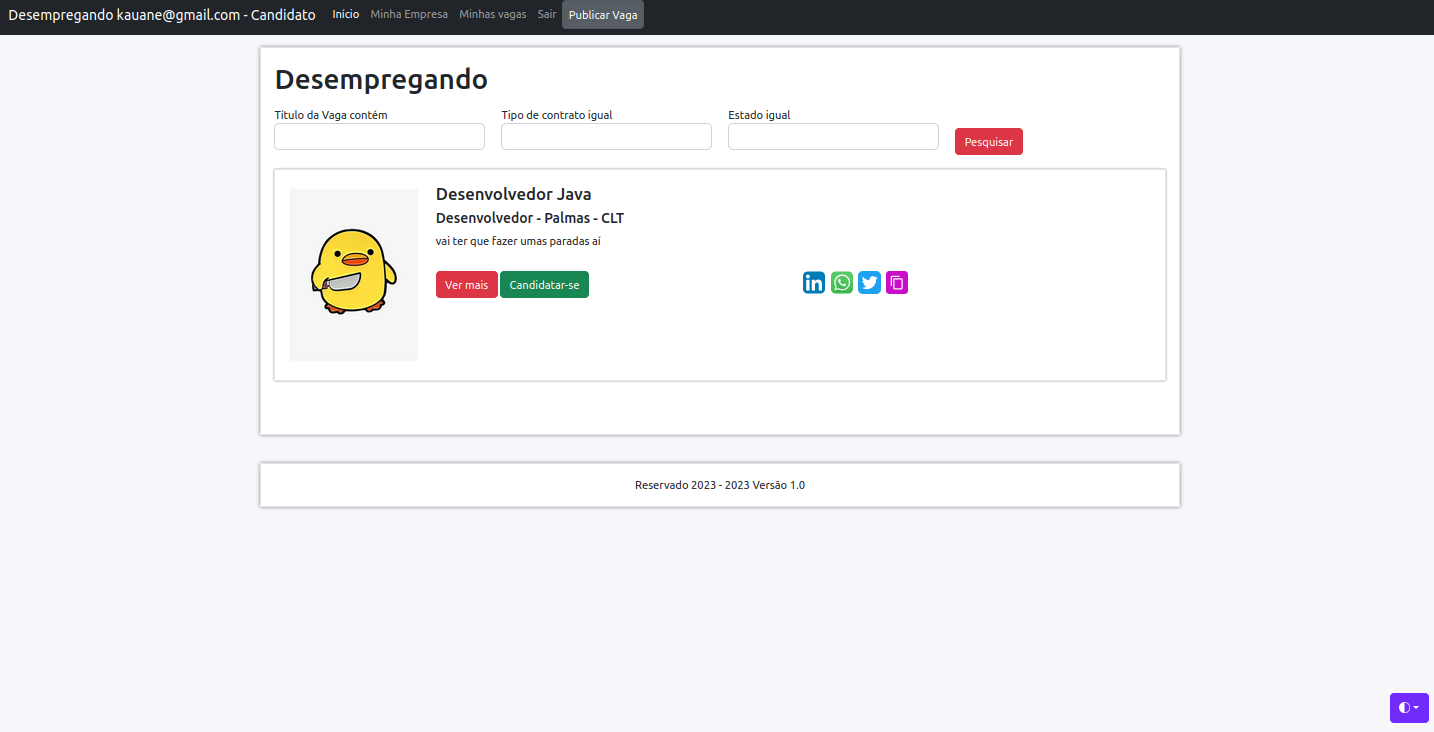 Desempregando kauane@gmail.com - Candidato Início Minha Empresa Minhas vagas Sair Publicar Vaga
Desempregando
Título da Vaga contém Tipo de contrato igual Estado igual
Pesquisar
Desenvolvedor Java
Desenvolvedor - Palmas - CLT
vai ter que fazer umas paradas aí
Ver mais Candidatar-se in
Reservado 2023 - 2023 Versão 1.0